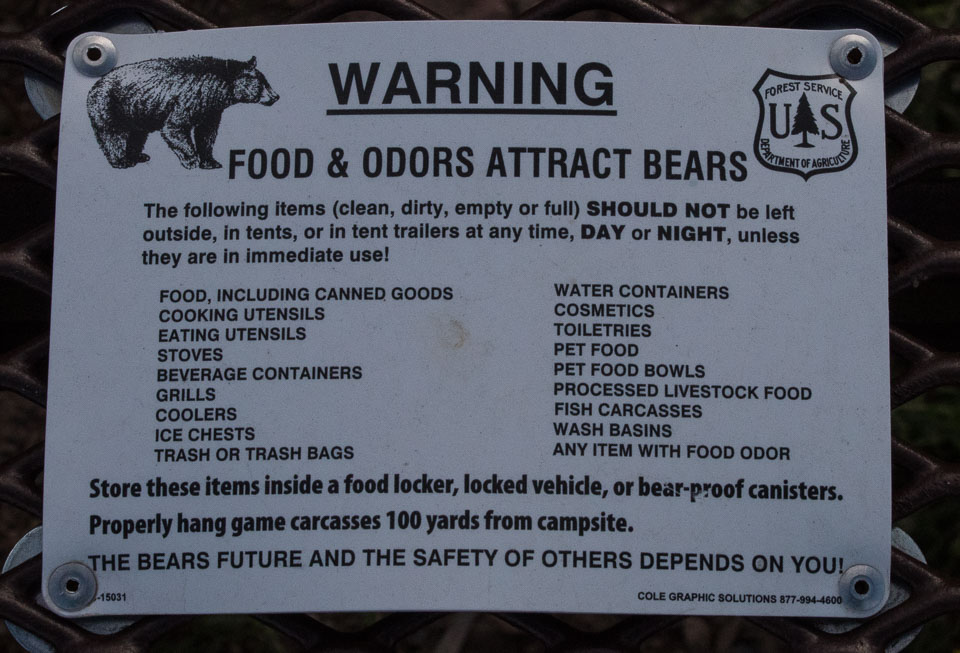 WARNING
FOREST SERVICE
U S
DEPARTMENT OF AGRICULTURE
FOOD & ODORS ATTRACT BEARS
The following items (clean, dirty, empty or full) SHOULD NOT be left
outside, in tents, or in tent trailers at any time, DAY or NIGHT, unless
they are in immediate use!
FOOD, INCLUDING CANNED GOODS
COOKING UTENSILS
EATING UTENSILS
STOVES
BEVERAGE CONTAINERS
GRILLS
COOLERS
ICE CHESTS
TRASH OR TRASH BAGS
WATER CONTAINERS
COSMETICS
TOILETRIES
PET FOOD
PET FOOD BOWLS
PROCESSED LIVESTOCK FOOD
FISH CARCASSES
WASH BASINS
ANY ITEM WITH FOOD ODOR
Store these items inside a food locker, locked vehicle, or bear-proof canisters.
Properly hang game carcasses 100 yards from campsite.
THE BEARS FUTURE AND THE SAFETY OF OTHERS DEPENDS ON YOU!
-15031
COLE GRAPHIC SOLUTIONS 877-994-4600